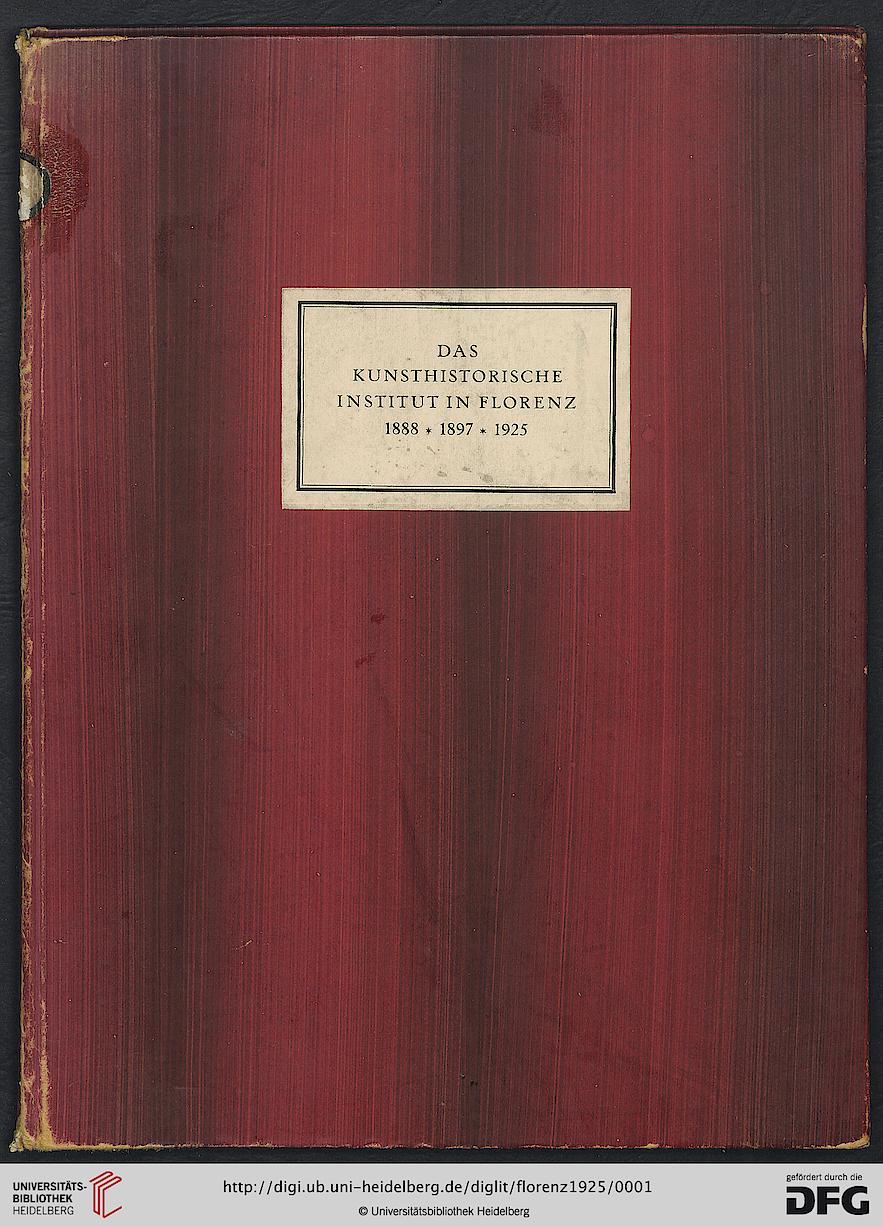 DAS
KUNSTHISTORISCHE
INSTITUT IN FLORENZ
1888 * 1897 * 1925
UNIVERSITÄTS-
BIBLIOTHEK
HEIDELBERG
http://digi.ub.uni-heidelberg.de/diglit/florenz1925/0001
© Universitätsbibliothek Heidelberg
gefördert durch die
DFG